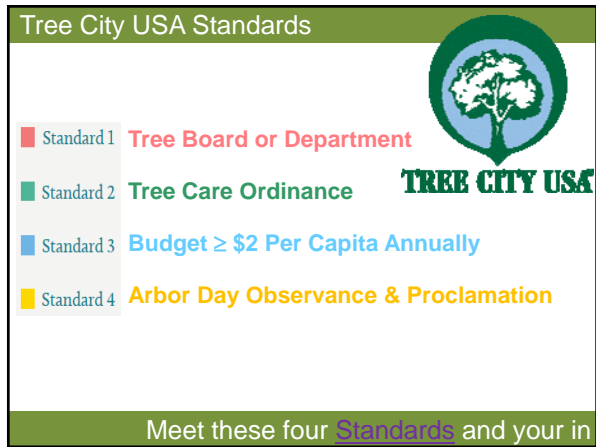 Tree City USA Standards
Standard 1 Tree Board or Department
Standard 2 Tree Care Ordinance
TREE CITY USA
Standard 3 Budget ≥ $2 Per Capita Annually
Standard 4 Arbor Day Observance & Proclamation
Meet these four Standards and your in